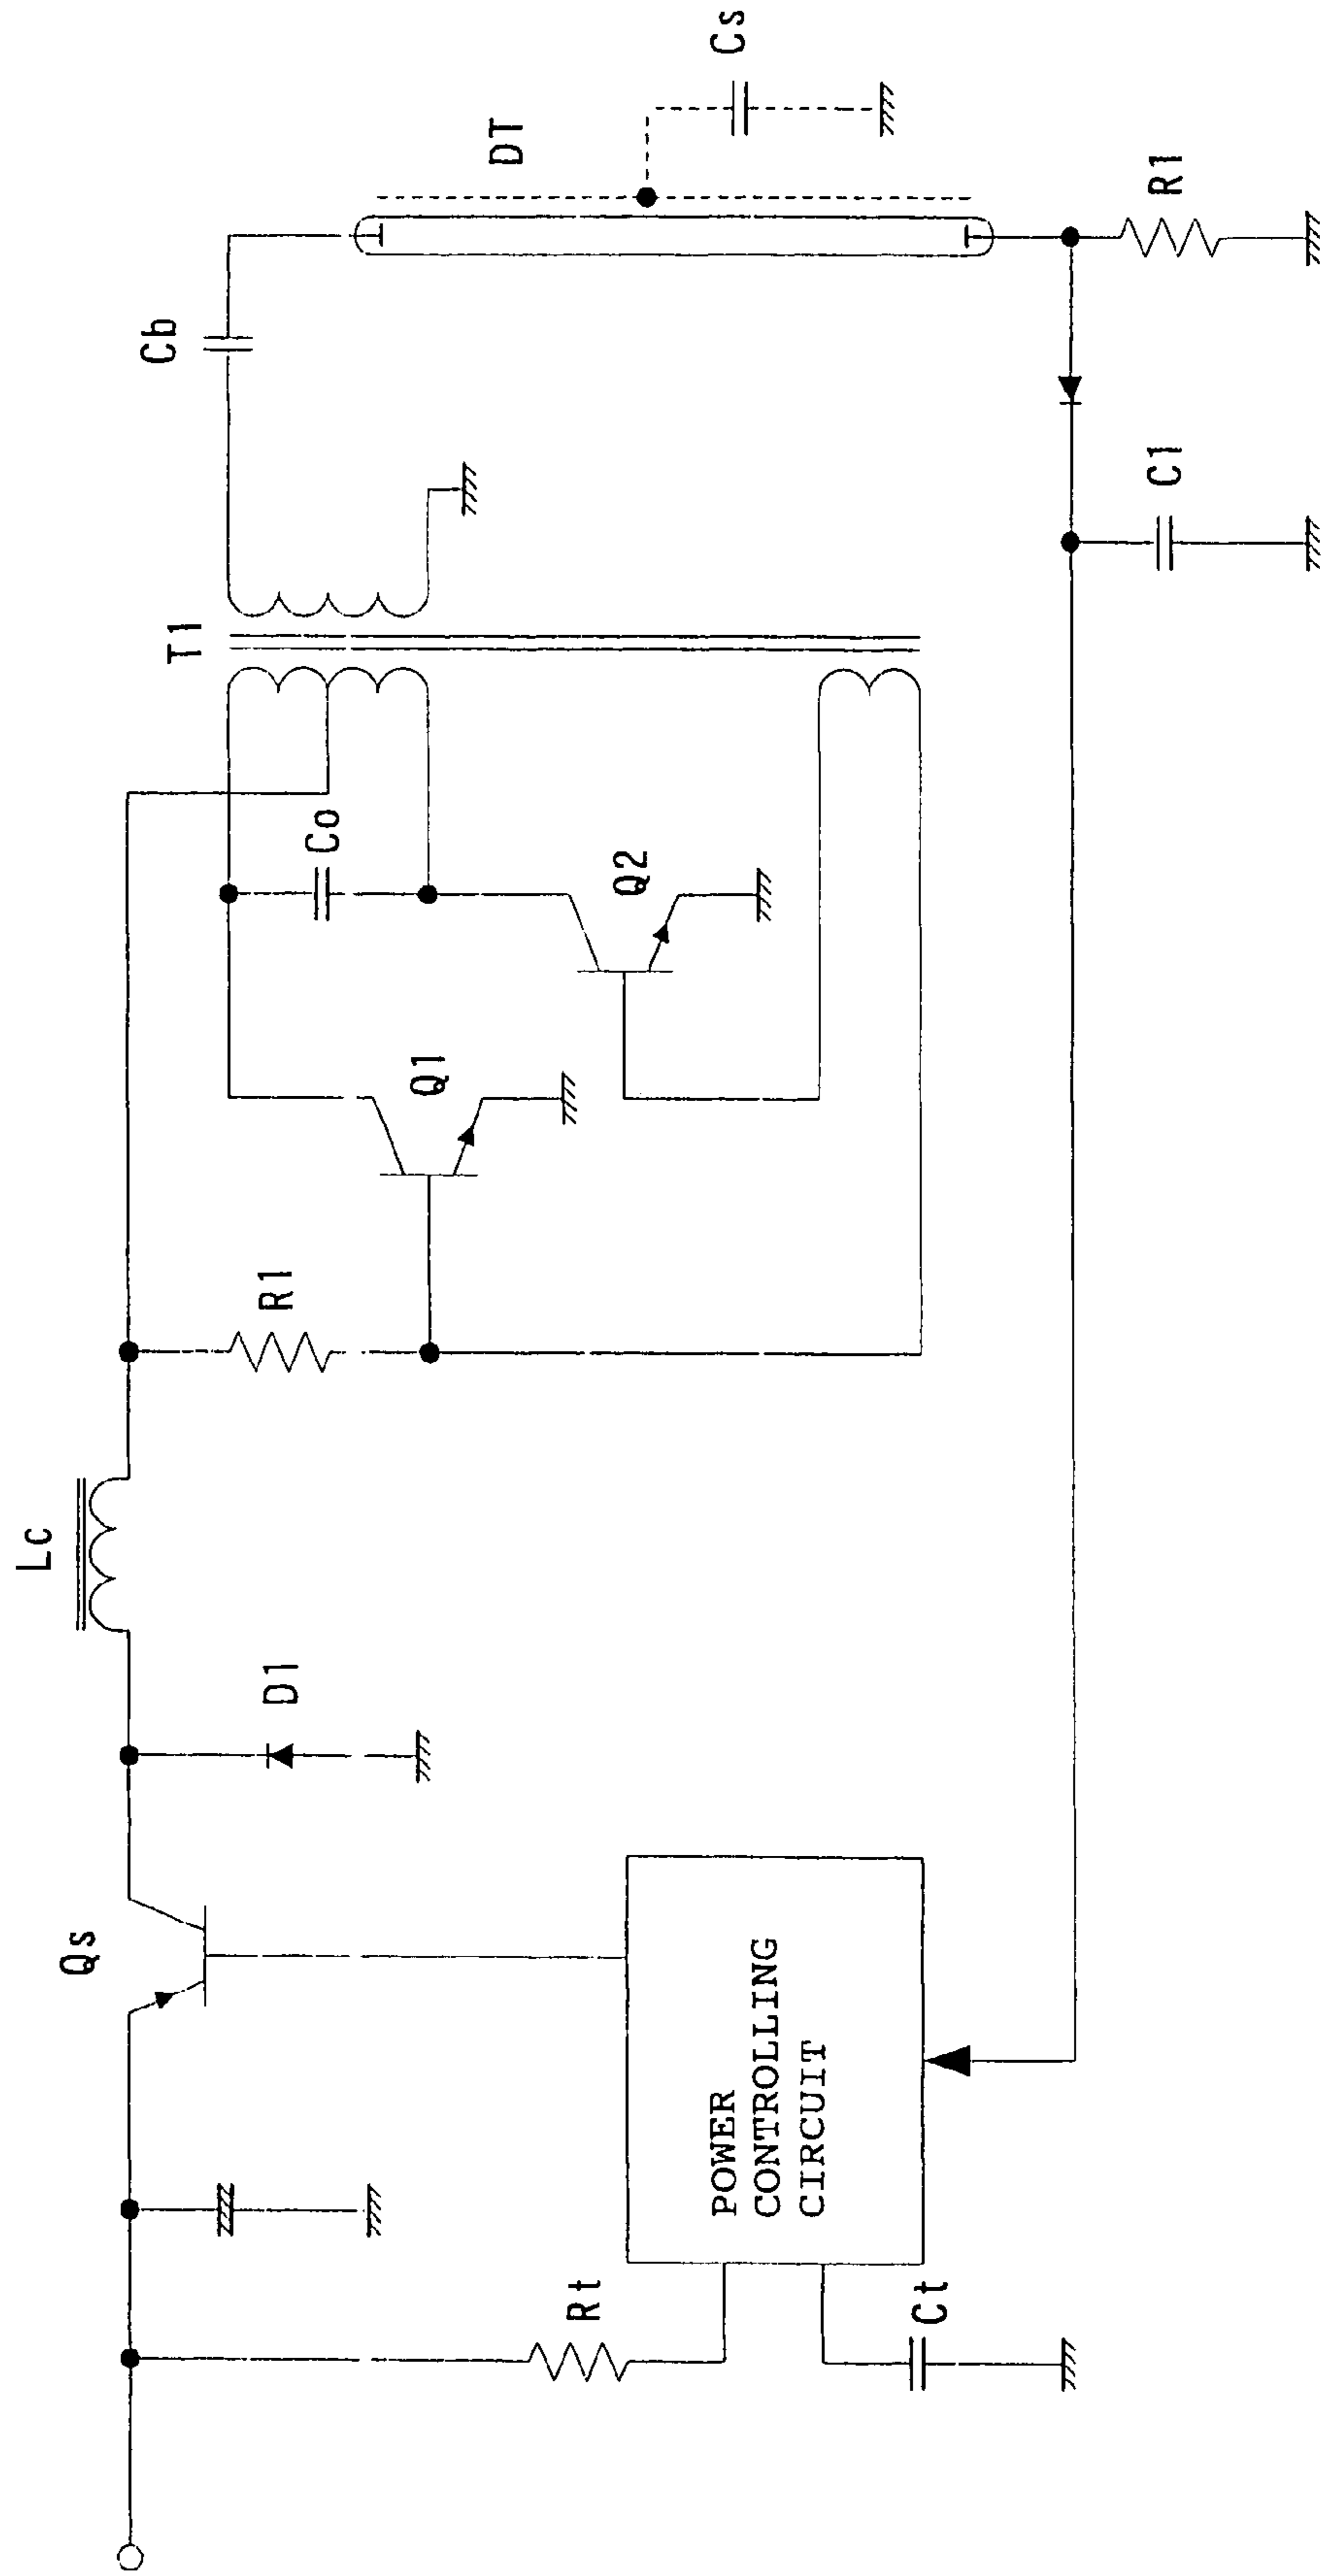 Lc
Qs
D1
R1
T1
Cb
Co
Q1
Q2
DT
Cs
Rt
POWER
CONTROLLING
CIRCUIT
Ct
C1
R1